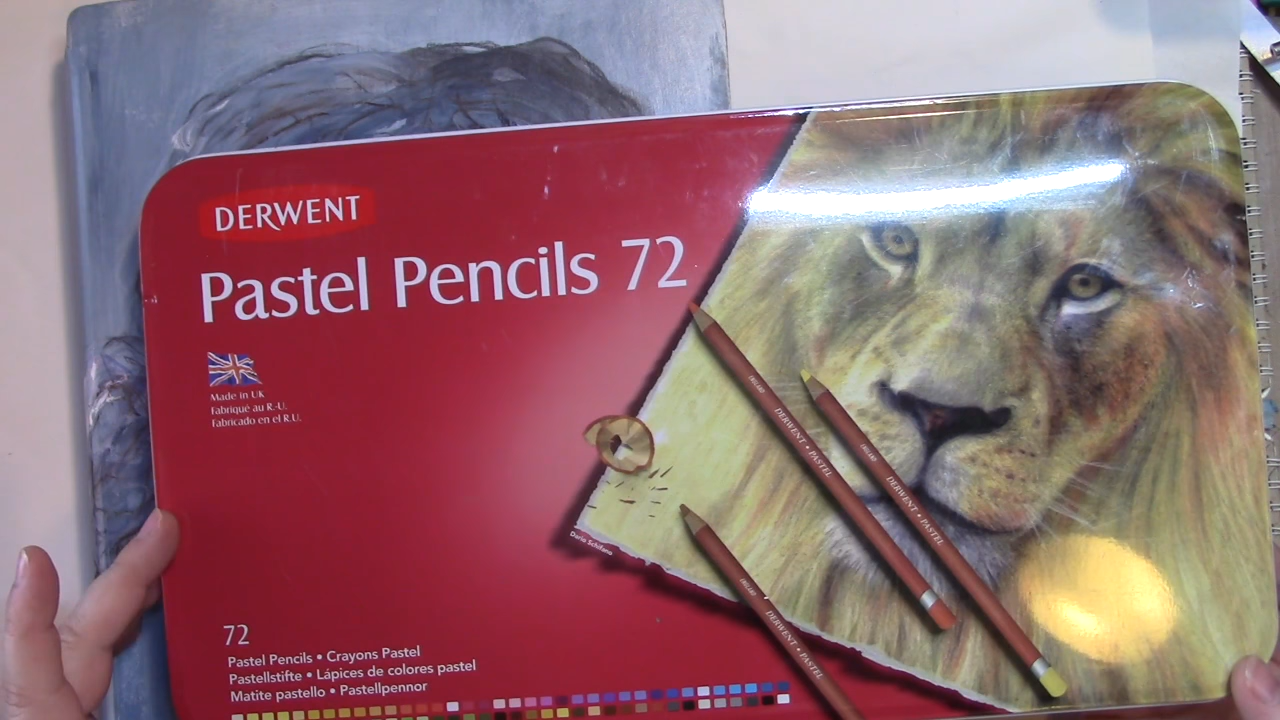 DERWENT
Pastel Pencils 72
Made in UK
Fabriqué au R.-U.
Fabricado en el R.U.
DERWENT • PASTEL
DERWENT • PASTEL
DERWENT • PASTEL
72
Pastel Pencils • Crayons Pastel
Pastellstifte • Lápices de colores pastel
Matite pastello • Pastellpennor